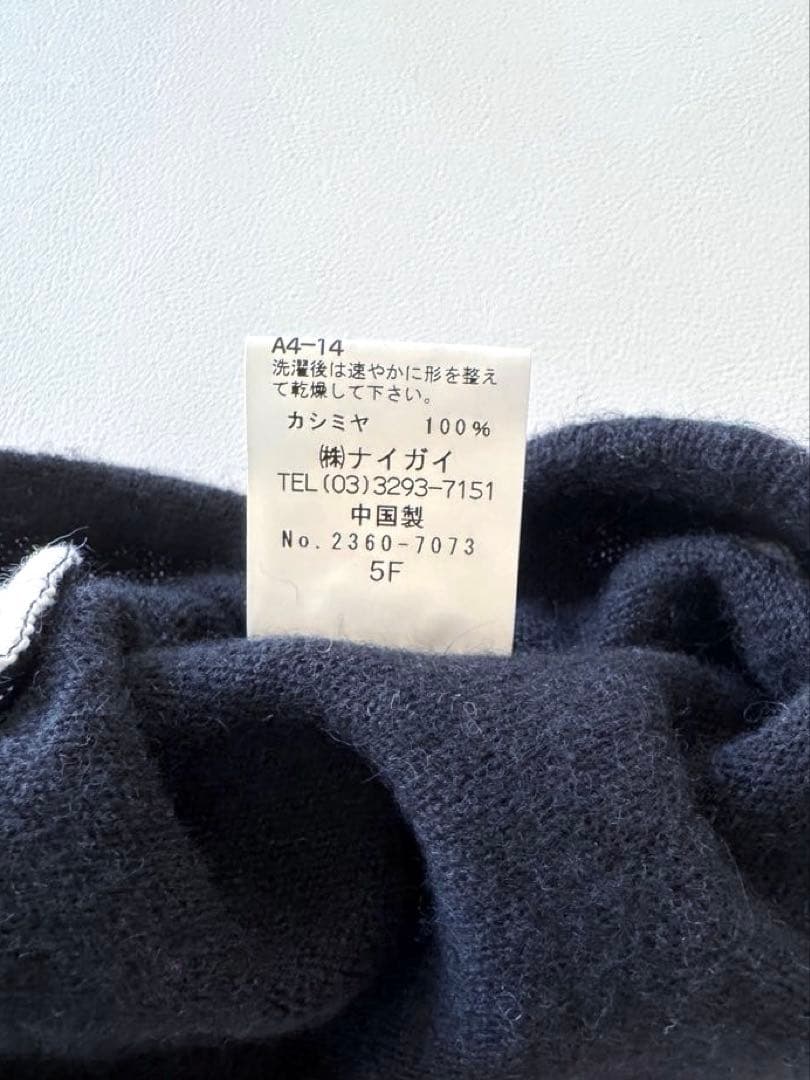 A4-14
洗濯後は速やかに形を整え
て乾燥して下さい。
カシミヤ 100%
㈱ナイガイ
TEL(03)3293-7151
中国製
No.2360-7073
5F